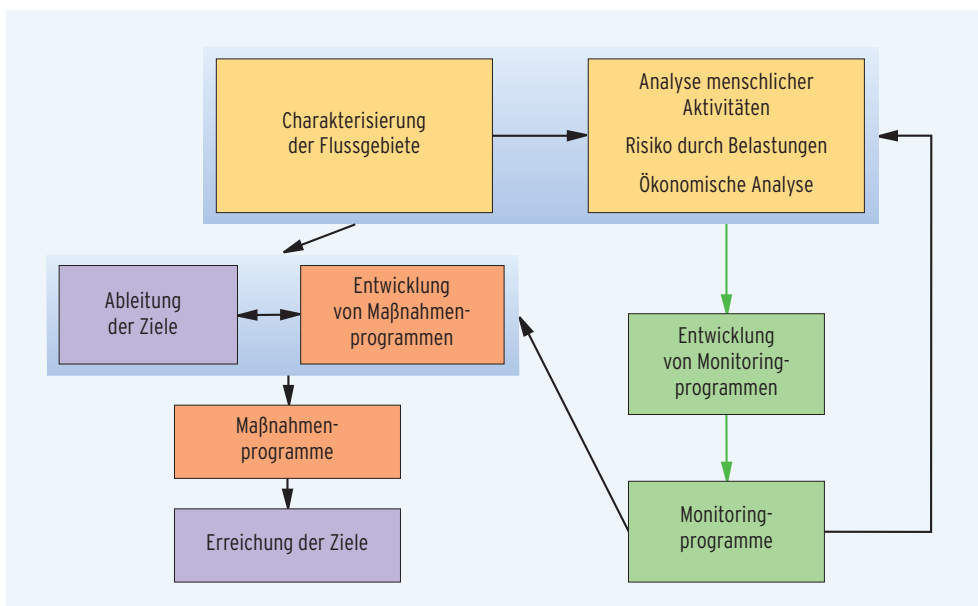 Charakterisierung
der Flussgebiete
Analyse menschlicher
Aktivitäten
Risiko durch Belastungen
Ökonomische Analyse
Ableitung
der Ziele
Entwicklung
von Maßnahmen-
programmen
Entwicklung
von Monitoring-
programmen
Maßnahmen-
programme
Monitoring-
programme
Erreichung der Ziele